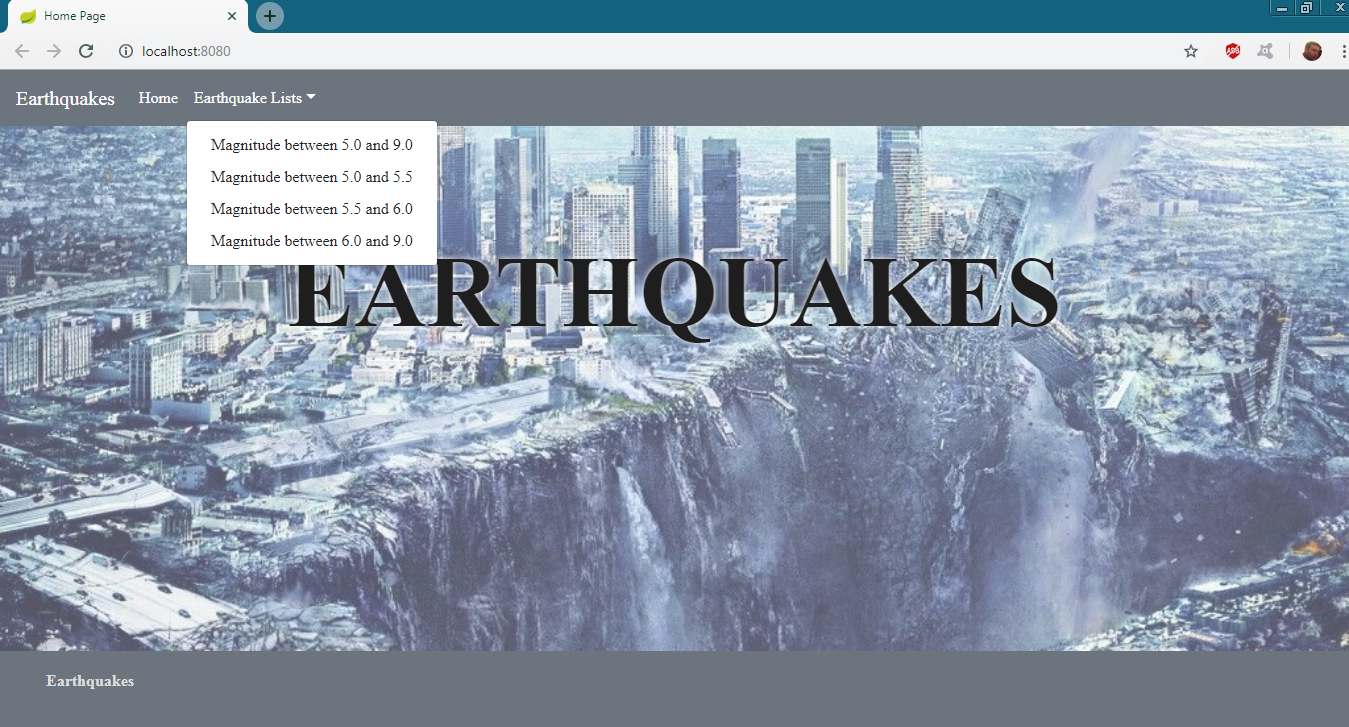 Home Page
localhost:8080
ABP
Earthquakes Home Earthquake Lists
Magnitude between 5.0 and 9.0
Magnitude between 5.0 and 5.5
Magnitude between 5.5 and 6.0
Magnitude between 6.0 and 9.0
EARTHQUAKES
Earthquakes